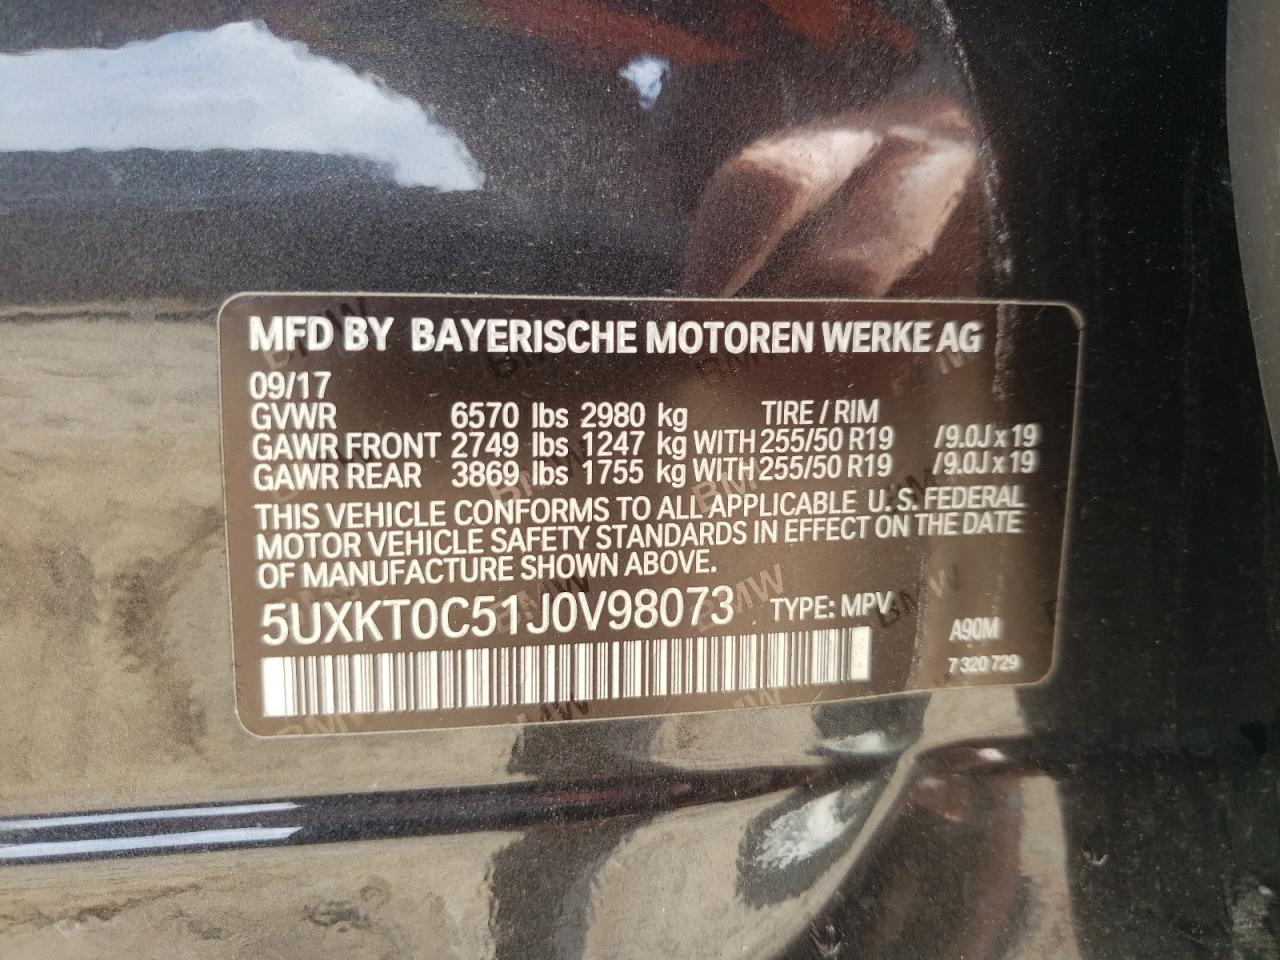 MFD BY BAYERISCHE MOTOREN WERKE AG
09/17
GVWR 6570 lbs 2980 kg TIRE / RIM
GAWR FRONT 2749 lbs 1247 kg WITH 255/50 R19 /9.0J x 19
GAWR REAR 3869 lbs 1755 kg WITH 255/50 R19 /9.0J x 19
THIS VEHICLE CONFORMS TO ALL APPLICABLE U.S. FEDERAL
MOTOR VEHICLE SAFETY STANDARDS IN EFFECT ON THE DATE
OF MANUFACTURE SHOWN ABOVE.
5UXKT0C51J0V98073 TYPE: MPV
A90M
7 320 729